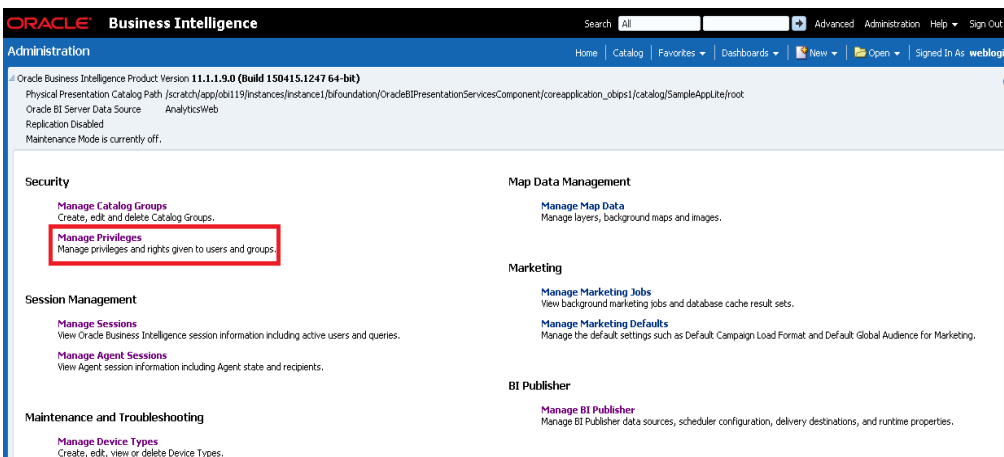 ORACLE Business Intelligence Search All Advanced Administration Help Sign Out
Administration Home Catalog Favorites Dashboards New Open Signed In As weblogi
Oracle Business Intelligence Product Version 11.1.1.9.0 (Build 150415.1247 64-bit)
Physical Presentation Catalog Path /scratch/app/obi119/instances/instance1/bifoundation/OracleBIPresentationServicesComponent/coreapplication_obips1/catalog/SampleAppLite/root
Oracle BI Server Data Source AnalyticsWeb
Replication Disabled
Maintenance Mode is currently off.
Security
Manage Catalog Groups
Create, edit and delete Catalog Groups.
Manage Privileges
Manage privileges and rights given to users and groups.
Session Management
Manage Sessions
View Oracle Business Intelligence session information including active users and queries.
Manage Agent Sessions
View Agent session information including Agent state and recipients.
Maintenance and Troubleshooting
Manage Device Types
Create, edit, view or delete Device Types.
Map Data Management
Manage Map Data
Manage layers, background maps and images.
Marketing
Manage Marketing Jobs
View background marketing jobs and database cache result sets.
Manage Marketing Defaults
Manage the default settings such as Default Campaign Load Format and Default Global Audience for Marketing.
BI Publisher
Manage BI Publisher
Manage BI Publisher data sources, scheduler configuration, delivery destinations, and runtime properties.